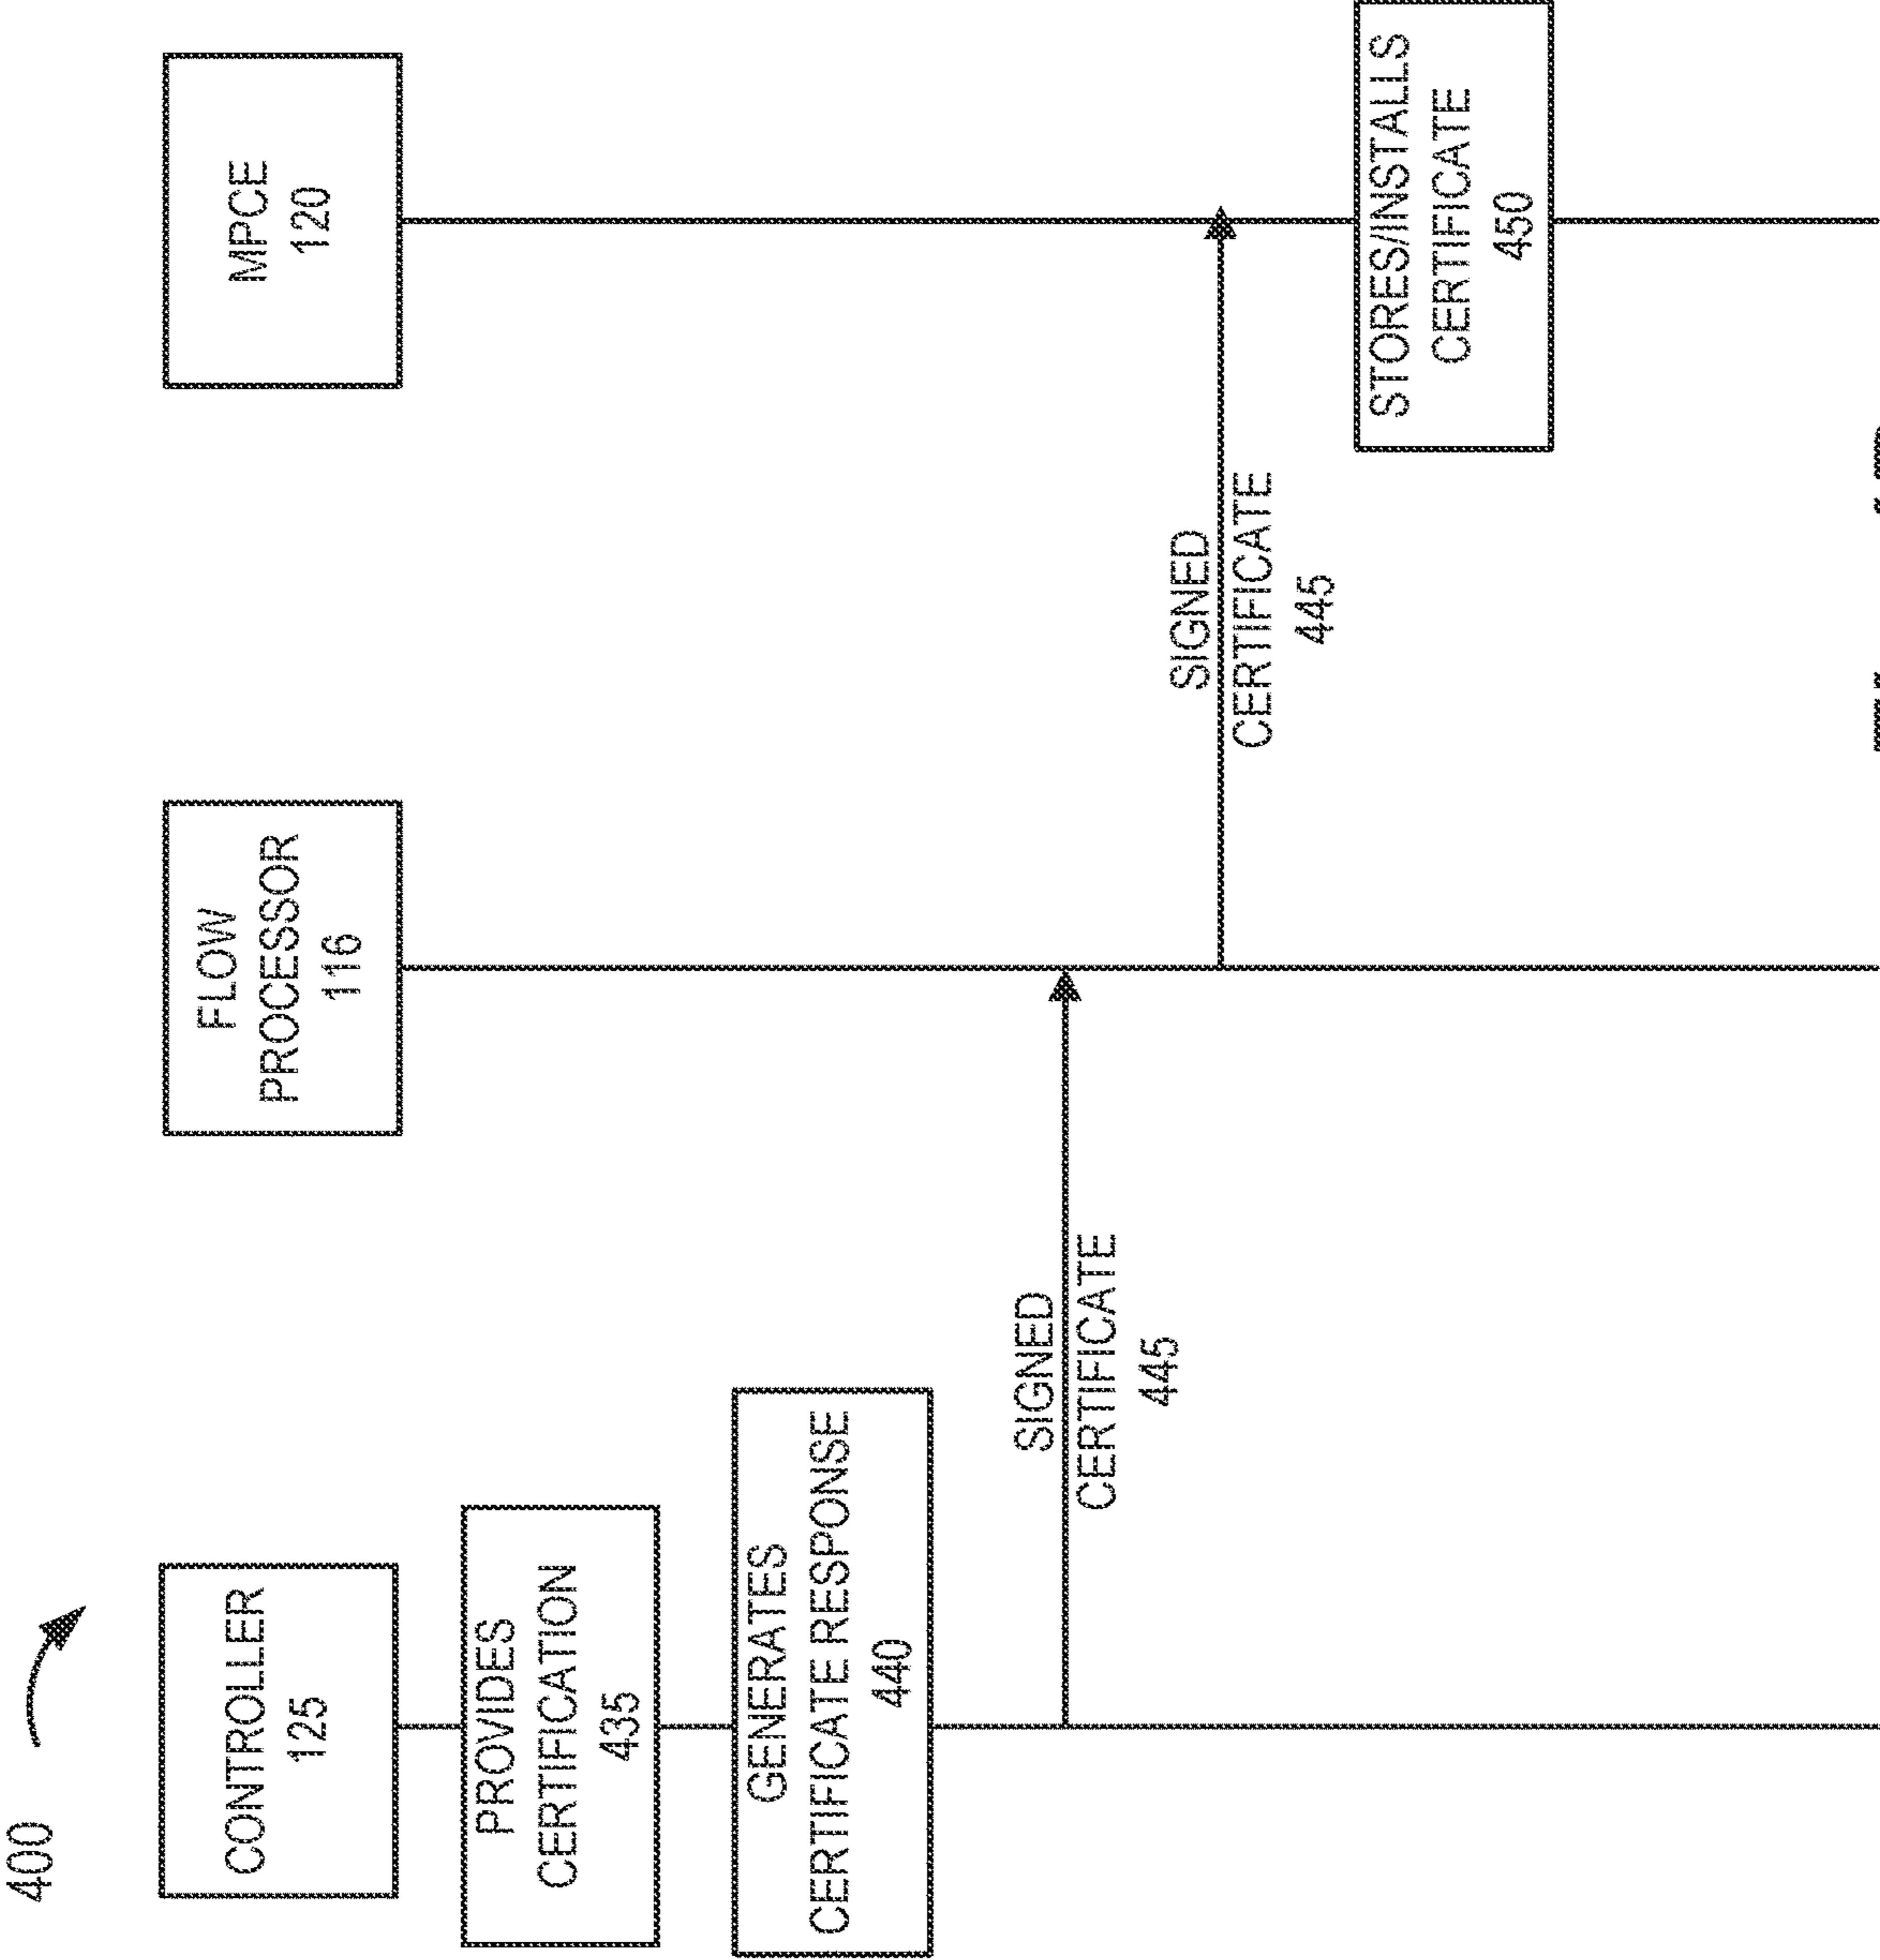 400
CONTROLLER
125
FLOW
PROCESSOR
116
MPCE
120
PROVIDES
CERTIFICATION
435
GENERATES
CERTIFICATE RESPONSE
440
SIGNED
CERTIFICATE
445
SIGNED
CERTIFICATE
445
STORES/INSTALLS
CERTIFICATE
450